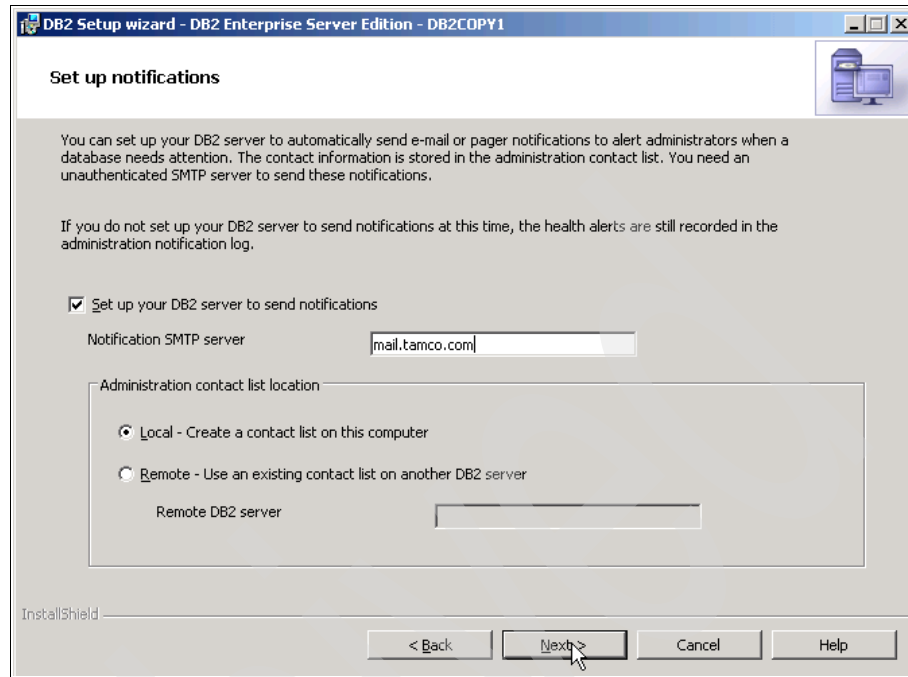 DB2 Setup wizard - DB2 Enterprise Server Edition - DB2COPY1
Set up notifications
You can set up your DB2 server to automatically send e-mail or pager notifications to alert administrators when a
database needs attention. The contact information is stored in the administration contact list. You need an
unauthenticated SMTP server to send these notifications.
If you do not set up your DB2 server to send notifications at this time, the health alerts are still recorded in the
administration notification log.
Set up your DB2 server to send notifications
Notification SMTP server
mail.tamco.com
Administration contact list location
Local - Create a contact list on this computer
Remote - Use an existing contact list on another DB2 server
Remote DB2 server
InstallShield
< Back
Next >
Cancel
Help